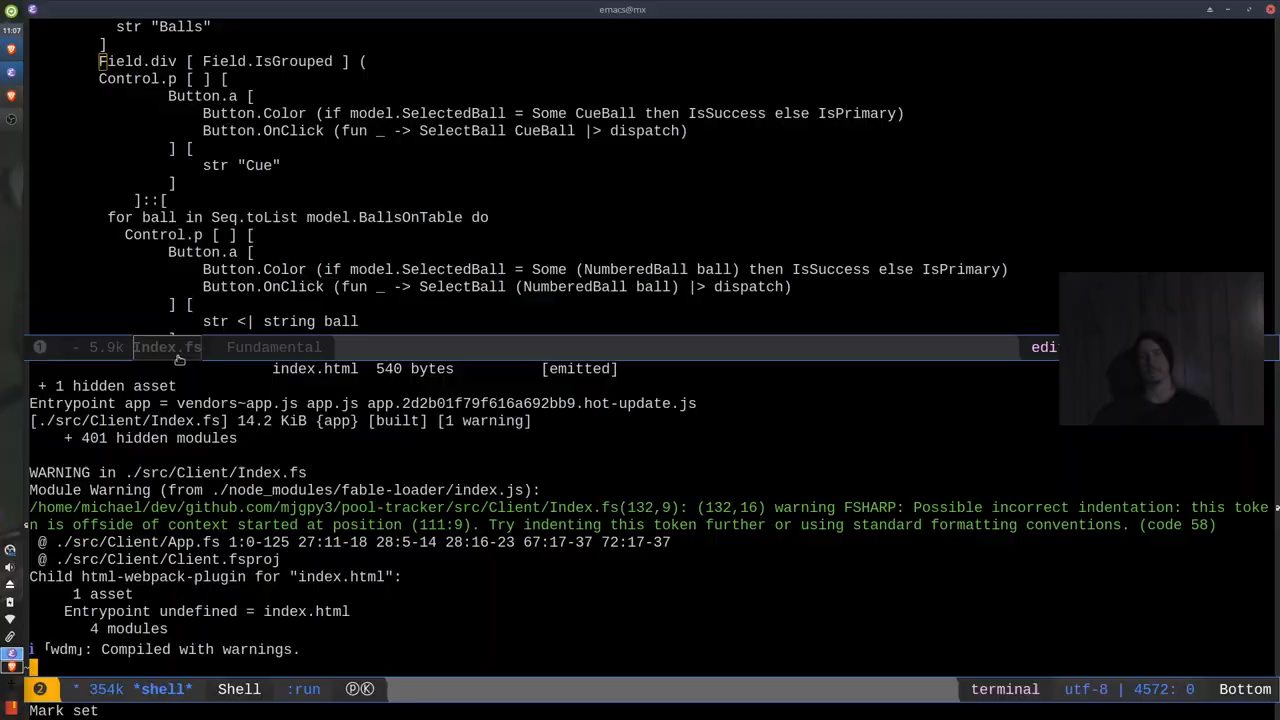 emacs@mx
11:07
str "Balls"
]
Field.div [ Field.IsGrouped ] (
Control.p [ ] [
Button.a [
Button.Color (if model.SelectedBall = Some CueBall then IsSuccess else IsPrimary)
Button.OnClick (fun _ -> SelectBall CueBall |> dispatch)
] [
str "Cue"
]
]::[
for ball in Seq.toList model.BallsOnTable do
Control.p [ ] [
Button.a [
Button.Color (if model.SelectedBall = Some (NumberedBall ball) then IsSuccess else IsPrimary)
Button.OnClick (fun _ -> SelectBall (NumberedBall ball) |> dispatch)
] [
str <| string ball
1 - 5.9k Index.fs Fundamental edi
index.html 540 bytes [emitted]
+ 1 hidden asset
Entrypoint app = vendors~app.js app.js app.2d2b01f79f616a692bb9.hot-update.js
[./src/Client/Index.fs] 14.2 KiB {app} [built] [1 warning]
+ 401 hidden modules
WARNING in ./src/Client/Index.fs
Module Warning (from ./node_modules/fable-loader/index.js):
/home/michael/dev/github.com/mjgpy3/pool-tracker/src/Client/Index.fs(132,9): (132,16) warning FSHARP: Possible incorrect indentation: this toke
n is offside of context started at position (111:9). Try indenting this token further or using standard formatting conventions. (code 58)
@ ./src/Client/App.fs 1:0-125 27:11-18 28:5-14 28:16-23 67:17-37 72:17-37
@ ./src/Client/Client.fsproj
Child html-webpack-plugin for "index.html":
1 asset
Entrypoint undefined = index.html
4 modules
i ｢wdm｣: Compiled with warnings.
2 * 354k *shell* Shell :run ⓟⓀ terminal utf-8 | 4572: 0 Bottom
Mark set